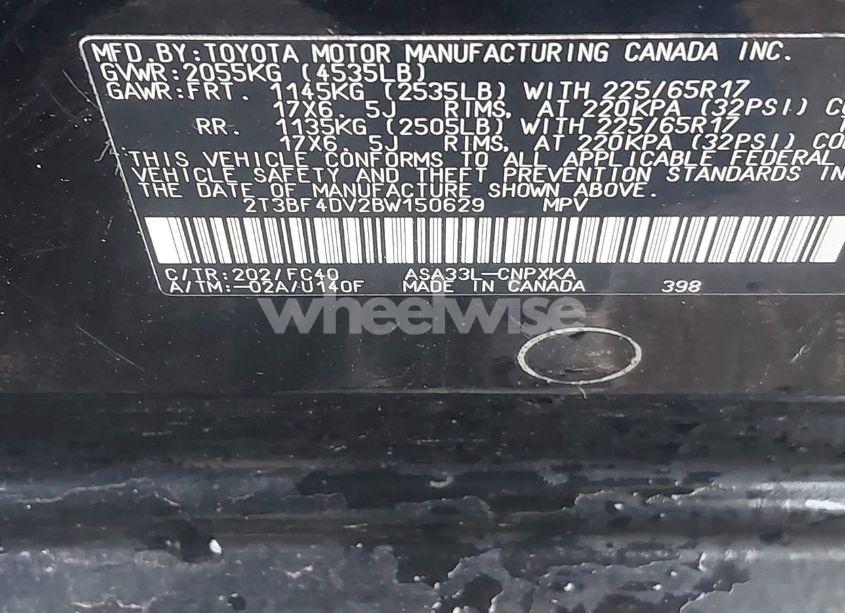 MFD.BY:TOYOTA MOTOR MANUFACTURING CANADA INC.
GVWR:2055KG (4535LB)
GAWR:FRT. 1145KG (2535LB) WITH 225/65R17
17X6.5J RIMS, AT 220KPA (32PSI) CO
RR. 1135KG (2505LB) WITH 225/65R17
17X6.5J RIMS, AT 220KPA (32PSI) CO
THIS VEHICLE CONFORMS TO ALL APPLICABLE FEDERAL
VEHICLE SAFETY AND THEFT PREVENTION STANDARDS IN
THE DATE OF MANUFACTURE SHOWN ABOVE.
2T3BF4DV2BW150629 MPV
C/TR:202/FC40 ASA33L-CNPXKA
A/TM:-02A/U140F MADE IN CANADA 398
wheelwise